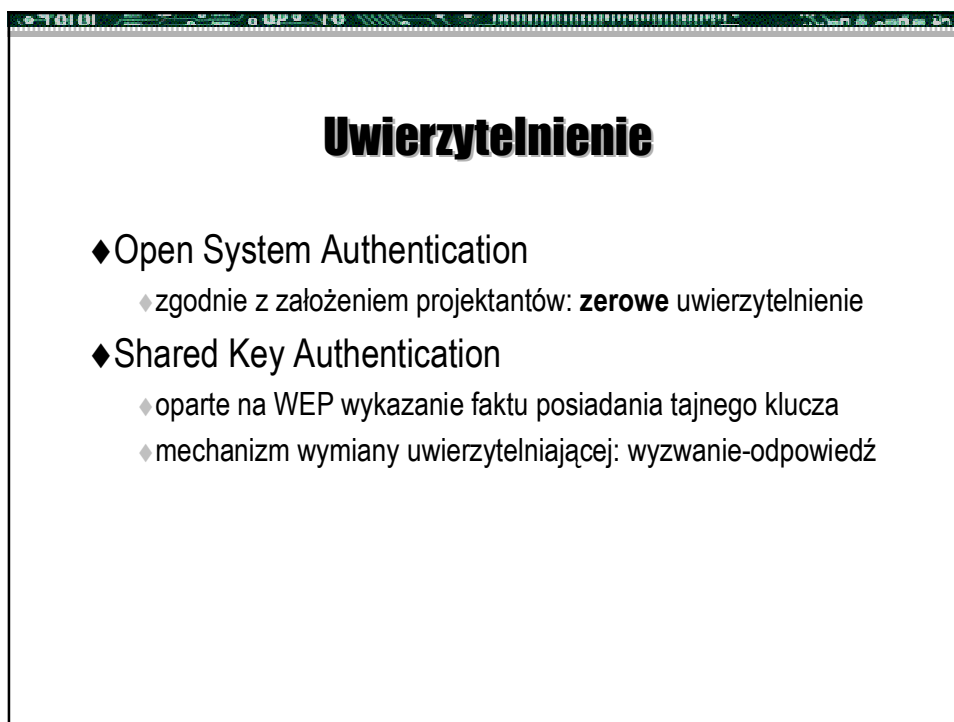 Uwierzytelnienie
♦Open System Authentication
♦zgodnie z założeniem projektantów: zerowe uwierzytelnienie
♦Shared Key Authentication
♦oparte na WEP wykazanie faktu posiadania tajnego klucza
♦mechanizm wymiany uwierzytelniającej: wyzwanie-odpowiedź